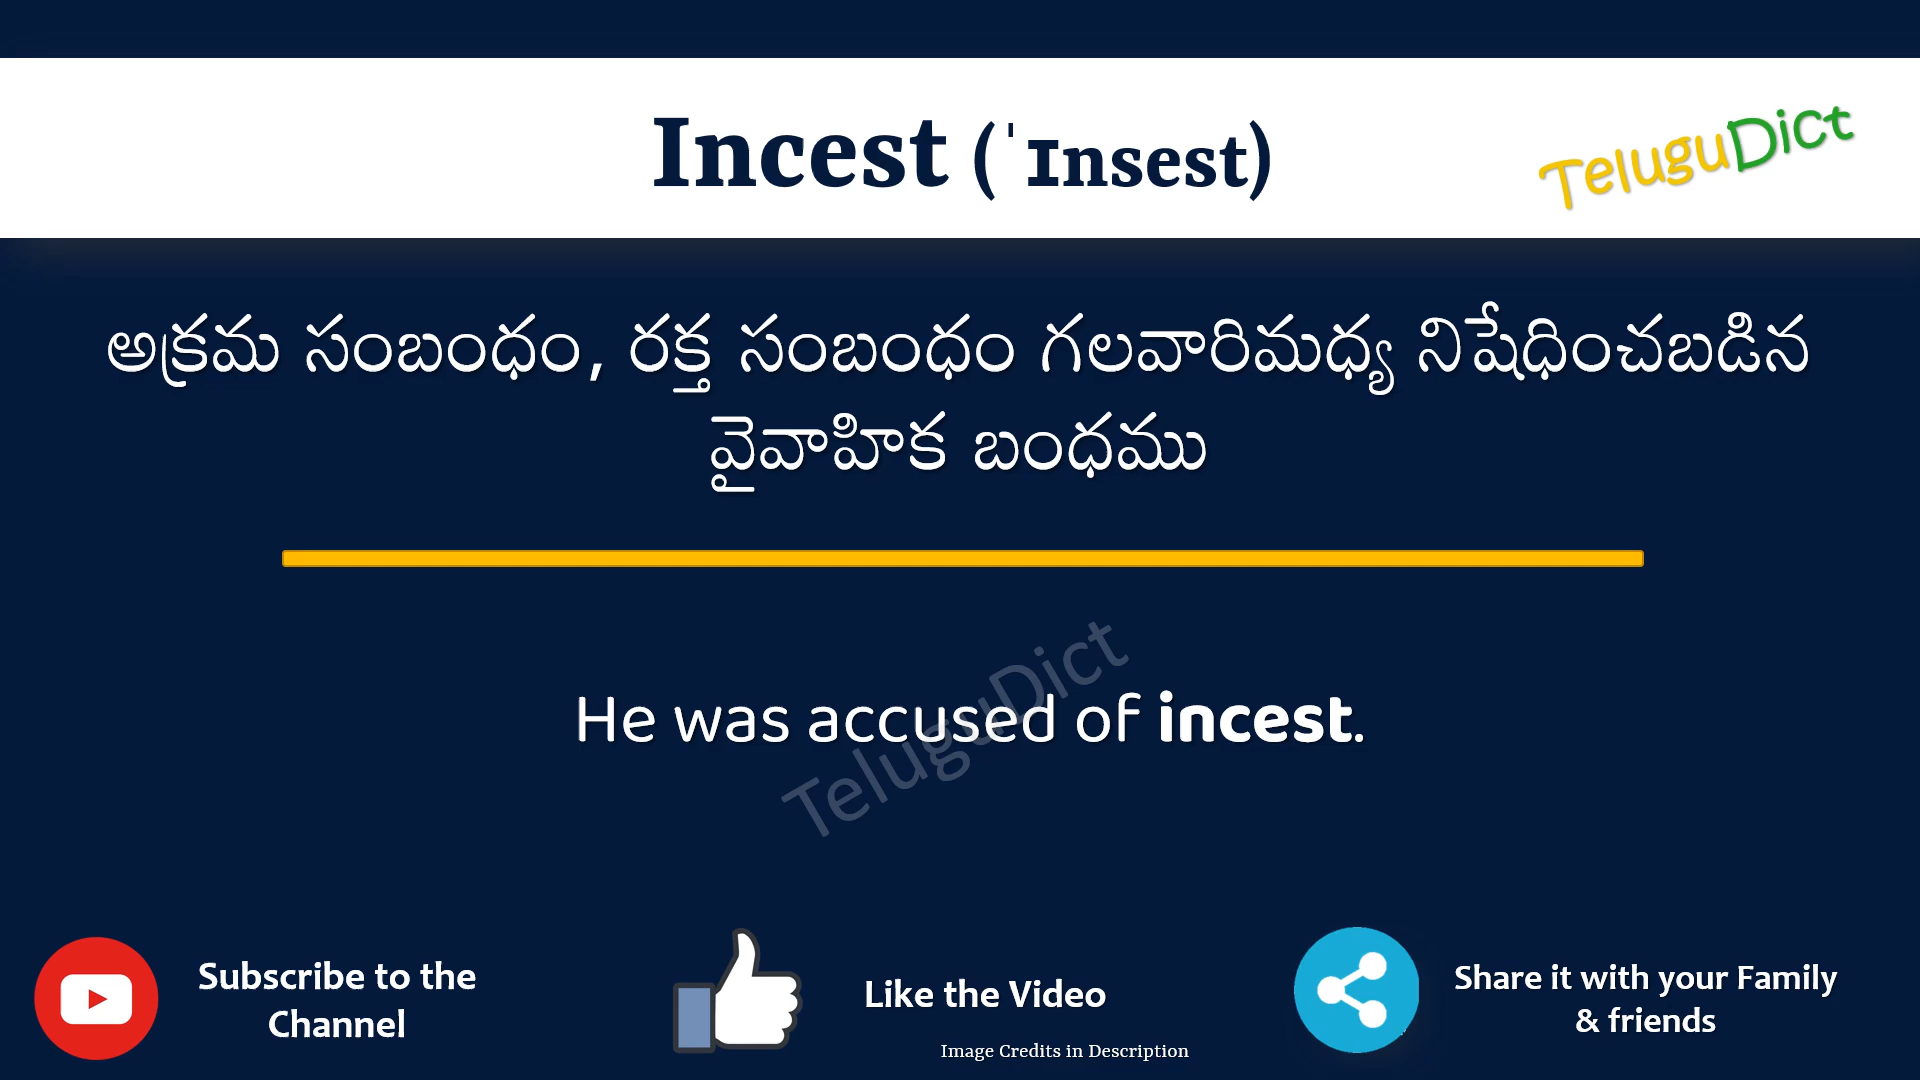 Incest (ˈɪnsest)
TeluguDict
అక్రమ సంబంధం, రక్త సంబంధం గలవారిమధ్య నిషేధించబడిన
వైవాహిక బంధము
He was accused of incest.
TeluguDict
Subscribe to the
Channel
Like the Video
Share it with your Family
& friends
Image Credits in Description